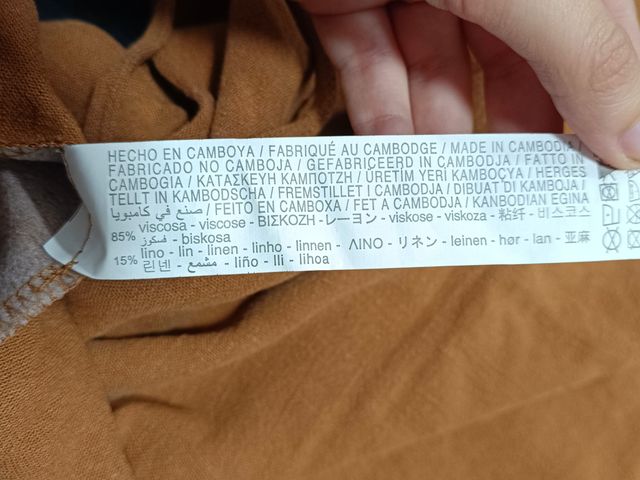 HECHO EN CAMBOYA / FABRIQUÉ AU CAMBODGE / MADE IN CAMBODIA /
FABRICADO NO CAMBOJA / GEFABRICEERD IN CAMBODJA / FATTO IN
CAMBOGIA / ΚΑΤΑΣΚΕΥΗ ΚΑΜΠΟΤΖΗ / ÜRETİM YERİ KAMBOÇYA / HERGES
TELLT IN KAMBODSCHA / FREMSTILLET I CAMBODJA / DIBUAT DI KAMBOJA /
صنع في كامبوديا / FEITO EN CAMBOXA / FET A CAMBODJA / KANBODIAN EGINA
viscosa - viscose - ΒΙΣΚΟΖΗ - レーヨン - viskose - viskoza - 粘纤 - 비스코스
85% فسكوز - biskosa
lino - lin - linen - linho - linnen - ΛΙΝΟ - リネン - leinen - hør - lan - 亚麻
15% 린넨 - مشمع - liño - lli - lihoa